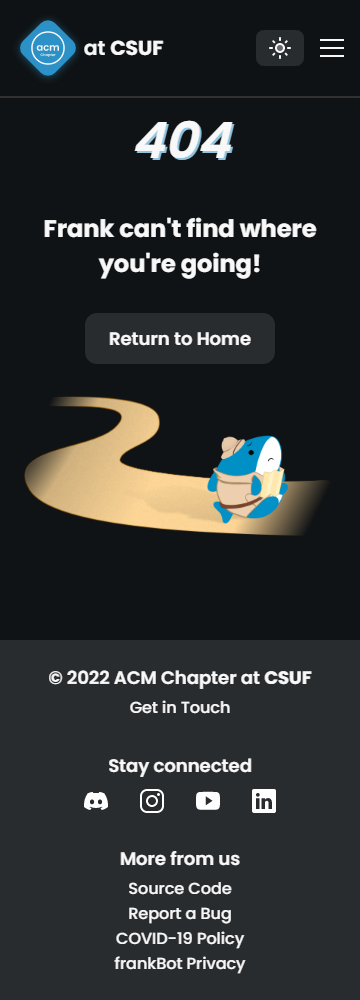 acm
Chapter
at CSUF
404
Frank can't find where
you're going!
Return to Home
© 2022 ACM Chapter at CSUF
Get in Touch
Stay connected
More from us
Source Code
Report a Bug
COVID-19 Policy
frankBot Privacy